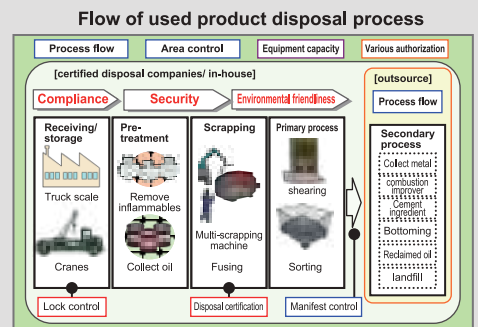 Flow of used product disposal process
Process flow
Area control
Equipment capacity
Various authorization
[certified disposal companies/ in-house]
Compliance
Security
Environmental friendliness
Receiving/
storage
Truck scale
Cranes
Pre-
treatment
Remove
inflammables
Collect oil
Scrapping
Multi-scrapping
machine
Fusing
Primary process
shearing
Sorting
Lock control
Disposal certification
Manifest control
[outsource]
Process flow
Secondary
process
Collect metal
combustion
improver
Cement
ingredient
Bottoming
Reclaimed oil
landfill